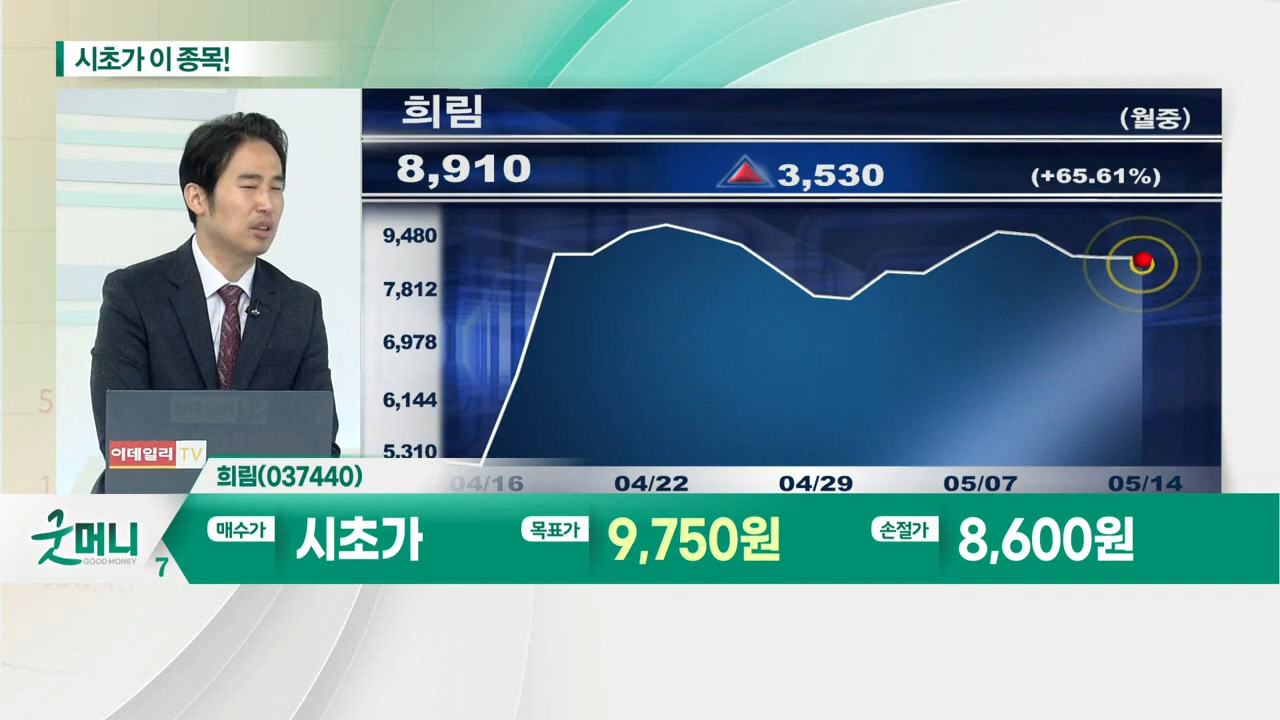 시초가 이 종목!
희림
(월중)
8,910
3,530
(+65.61%)
9,480
7,812
6,978
6,144
5,310
04/16
04/22
04/29
05/07
05/14
이데일리 TV
희림(037440)
굿머니
GOOD MONEY
7
매수가
시초가
목표가
9,750원
손절가
8,600원